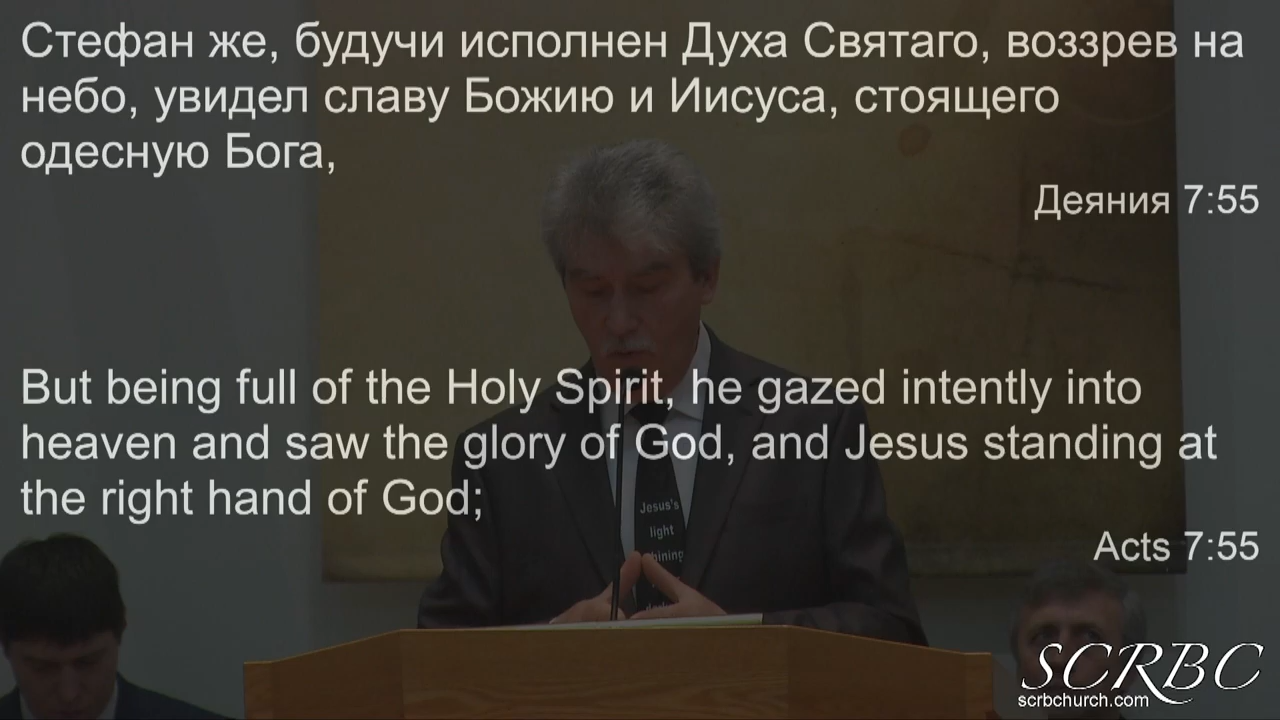 Стефан же, будучи исполнен Духа Святаго, воззрев на
небо, увидел славу Божию и Иисуса, стоящего
одесную Бога,
Деяния 7:55
But being full of the Holy Spirit, he gazed intently into
heaven and saw the glory of God, and Jesus standing at
the right hand of God;
Acts 7:55
Jesus's
light
SCRBC
scrbchurch.com